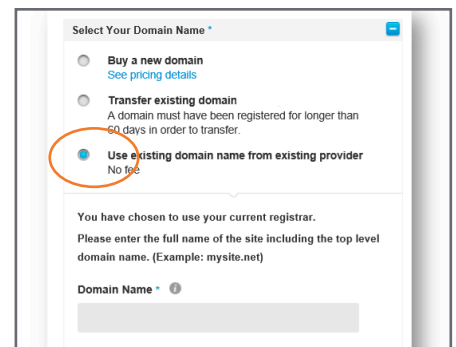 Select Your Domain Name *
Buy a new domain
See pricing details
Transfer existing domain
A domain must have been registered for longer than
60 days in order to transfer.
Use existing domain name from existing provider
No fee
You have chosen to use your current registrar.
Please enter the full name of the site including the top level
domain name. (Example: mysite.net)
Domain Name * i